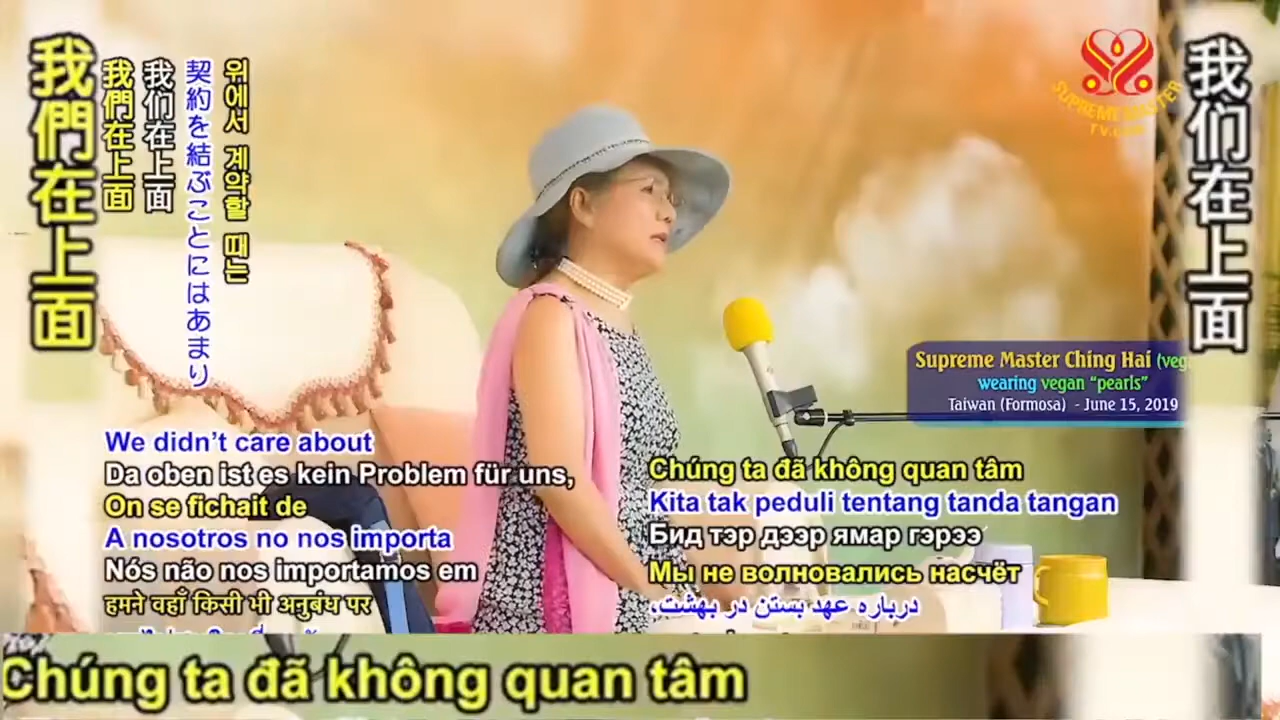 我們在上面
我們在上面
我们在上面
契約を結ぶことにはあまり
위에서 계약할 때는
SUPREME MASTER
我们在上面
Supreme Master Ching Hai (veg
wearing vegan “pearls”
Taiwan (Formosa) - June 15, 2019
We didn’t care about
Da oben ist es kein Problem für uns,
On se fichait de
A nosotros no nos importa
Nós não nos importamos em
हमने वहाँ किसी भी अनुबंध पर
Chúng ta đã không quan tâm
Kita tak peduli tentang tanda tangan
Бид тэр дээр ямар гэрээ
Мы не волновались насчёт
درباره عهد بستن در بهشت،
Chúng ta đã không quan tâm